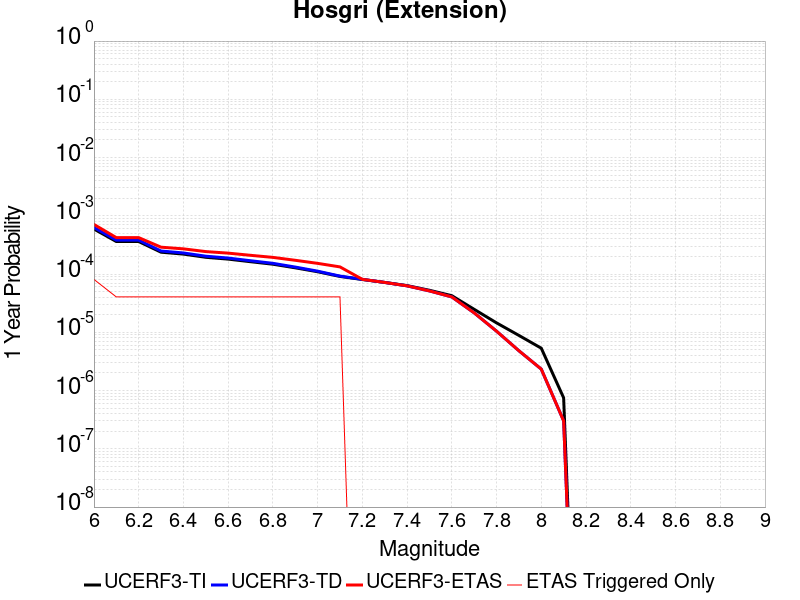 Hosgri (Extension)
10^0
10^-1
10^-2
10^-3
10^-4
10^-5
10^-6
10^-7
10^-8
1 Year Probability
6 6.2 6.4 6.6 6.8 7 7.2 7.4 7.6 7.8 8 8.2 8.4 8.6 8.8 9
Magnitude
UCERF3-TI UCERF3-TD UCERF3-ETAS ETAS Triggered Only